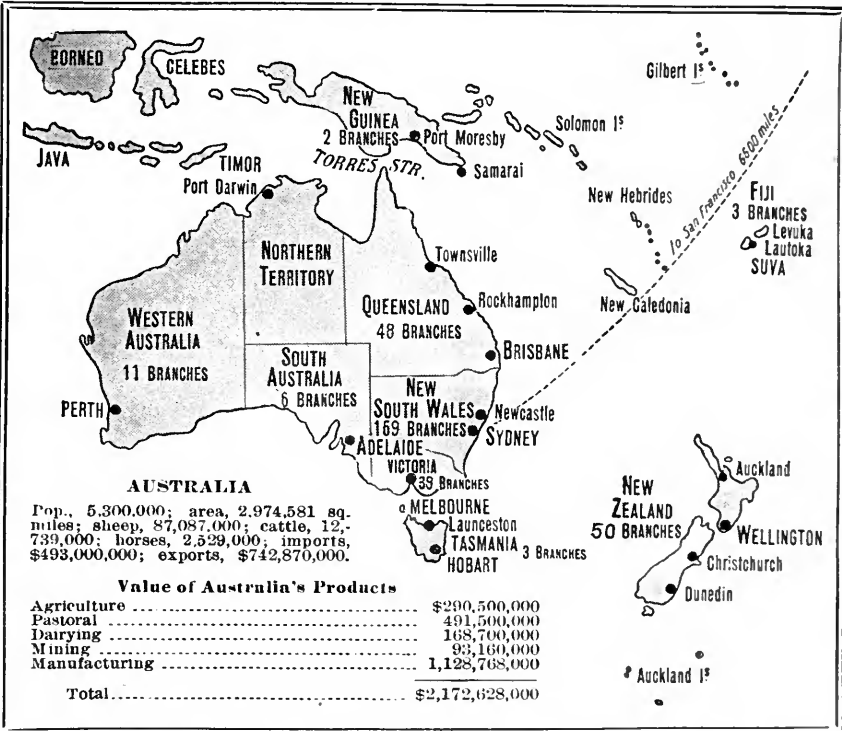 BORNEO
CELEBES
Gilbert Is
NEW
GUINEA
2 BRANCHES
Port Moresby
Solomon Is
JAVA
TIMOR
TORRES STR.
Samarai
Port Darwin
New Hebrides
to San Francisco 6500 miles
FIJI
3 BRANCHES
Levuka
Lautoka
SUVA
NORTHERN
TERRITORY
Townsville
New Caledonia
QUEENSLAND
48 BRANCHES
Rockhampton
WESTERN
AUSTRALIA
11 BRANCHES
BRISBANE
SOUTH
AUSTRALIA
6 BRANCHES
NEW
SOUTH WALES
169 BRANCHES
Newcastle
SYDNEY
PERTH
ADELAIDE
VICTORIA
39 BRANCHES
MELBOURNE
Launceston
TASMANIA
3 BRANCHES
HOBART
Auckland
NEW
ZEALAND
50 BRANCHES
WELLINGTON
Christchurch
Dunedin
Auckland Is
AUSTRALIA
Pop., 5,300,000; area, 2,974,581 sq.
miles; sheep, 87,087,000; cattle, 12,-
739,000; horses, 2,529,000; imports,
$493,000,000; exports, $742,870,000.
Value of Australia's Products
Agriculture ........ $290,500,000
Pastoral ........ 491,500,000
Dairying ........ 168,700,000
Mining ........ 93,160,000
Manufacturing ........ 1,128,768,000
Total ........ $2,172,628,000